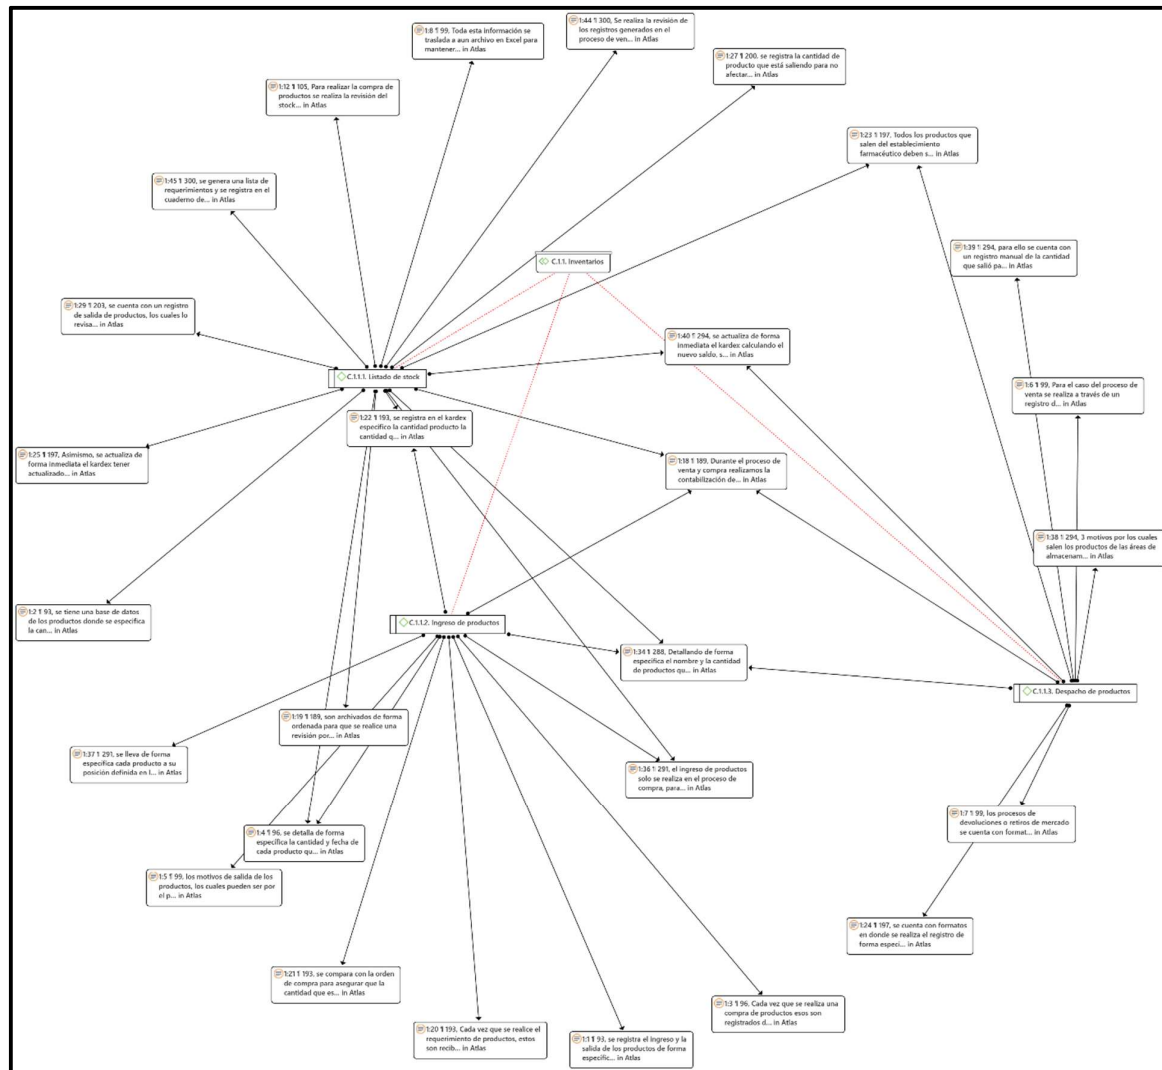 1:8 ¶ 99, Toda esta información se
traslada a aun archivo en Excel para
mantener... in Atlas
1:44 ¶ 300, Se realiza la revisión de
los registros generados en el
proceso de ven... in Atlas
1:27 ¶ 200, se registra la cantidad de
producto que está saliendo para no
afectar... in Atlas
1:12 ¶ 105, Para realizar la compra de
productos se realiza la revisión del
stock... in Atlas
1:23 ¶ 197, Todos los productos que
salen del establecimiento
farmacéutico deben s... in Atlas
1:45 ¶ 300, se genera una lista de
requerimientos y se registra en el
cuaderno de... in Atlas
1:39 ¶ 294, para ello se cuenta con
un registro manual de la cantidad
que salió pa... in Atlas
C.1.1. Inventarios
1:29 ¶ 203, se cuenta con un registro
de salida de productos, los cuales lo
revisa... in Atlas
1:40 ¶ 294, se actualiza de forma
inmediata el kardex calculando el
nuevo saldo, s... in Atlas
C.1.1.1. Listado de stock
1:6 ¶ 99, Para el caso del proceso de
venta se realiza a través de un
registro d... in Atlas
1:22 ¶ 193, se registra en el kardex
específico la cantidad producto la
cantidad q... in Atlas
1:25 ¶ 197, Asimismo, se actualiza de
forma inmediata el kardex tener
actualizado... in Atlas
1:18 ¶ 189, Durante el proceso de
venta y compra realizamos la
contabilización de... in Atlas
1:38 ¶ 294, 3 motivos por los cuales
salen los productos de las áreas de
almacenam... in Atlas
1:2 ¶ 93, se tiene una base de datos
de los productos donde se especifica
la can... in Atlas
C.1.1.2. Ingreso de productos
1:34 ¶ 288, Detallando de forma
especifica el nombre y la cantidad
de productos qu... in Atlas
C.1.1.3. Despacho de productos
1:19 ¶ 189, son archivados de forma
ordenada para que se realice una
revisión por... in Atlas
1:37 ¶ 291, se lleva de forma
específica cada producto a su
posición definida en l... in Atlas
1:36 ¶ 291, el ingreso de productos
solo se realiza en el proceso de
compra, para... in Atlas
1:7 ¶ 99, los procesos de
devoluciones o retiros de mercado
se cuenta con format... in Atlas
1:4 ¶ 96, se detalla de forma
específica la cantidad y fecha de
cada producto qu... in Atlas
1:5 ¶ 99, los motivos de salida de los
productos, los cuales pueden ser por
el p... in Atlas
1:24 ¶ 197, se cuenta con formatos
en donde se realiza el registro de
forma especi... in Atlas
1:21 ¶ 193, se compara con la orden
de compra para asegurar que la
cantidad que es... in Atlas
1:3 ¶ 96, Cada vez que se realiza una
compra de productos esos son
registrados d... in Atlas
1:20 ¶ 193, Cada vez que se realice el
requerimiento de productos, estos
son recib... in Atlas
1:1 ¶ 93, se registra el ingreso y la
salida de los productos de forma
especific... in Atlas